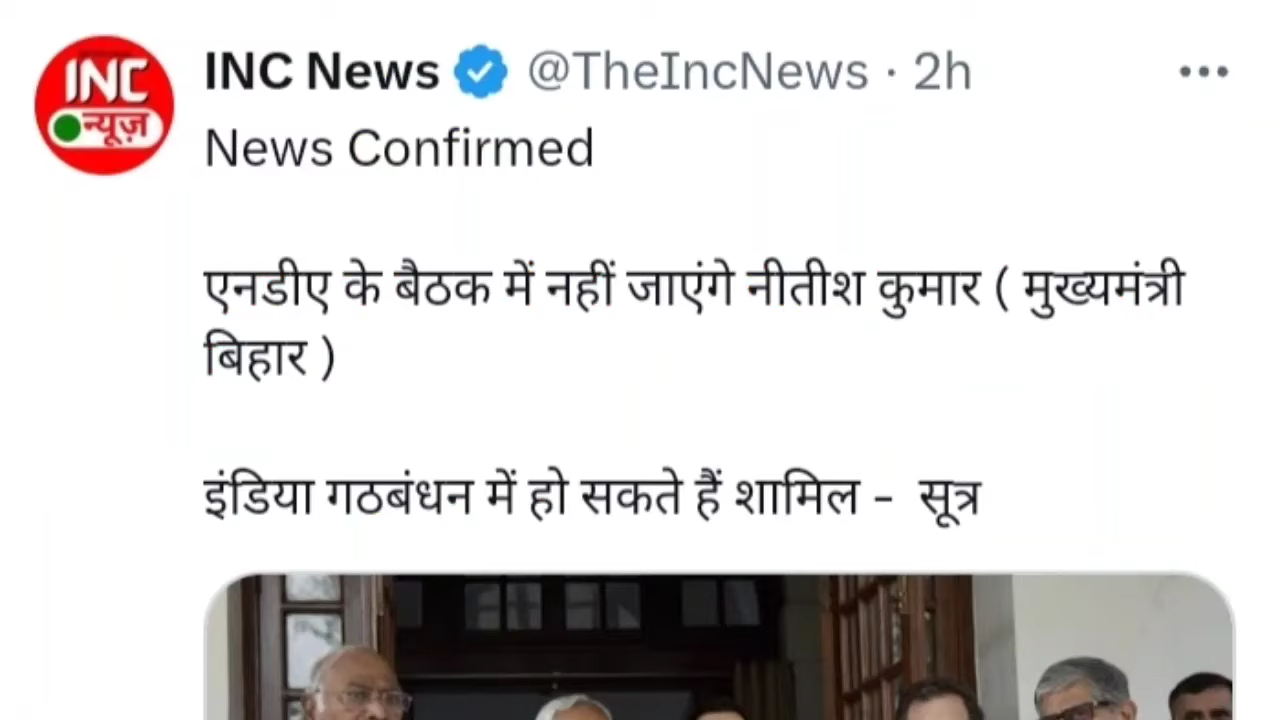 INC
न्यूज़
INC News @TheIncNews · 2h
News Confirmed
एनडीए के बैठक में नहीं जाएंगे नीतीश कुमार ( मुख्यमंत्री
बिहार )
इंडिया गठबंधन में हो सकते हैं शामिल - सूत्र